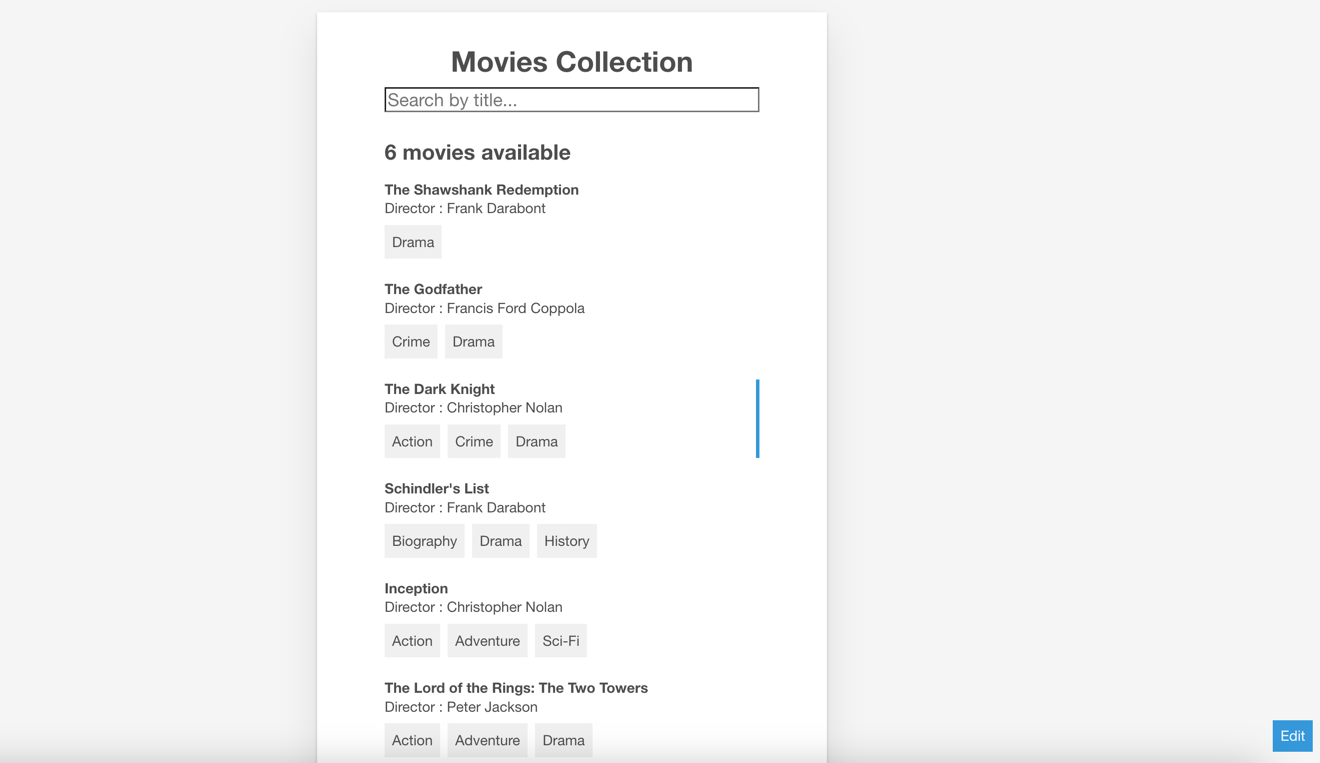 Movies Collection
Search by title...
6 movies available
The Shawshank Redemption
Director : Frank Darabont
Drama
The Godfather
Director : Francis Ford Coppola
Crime Drama
The Dark Knight
Director : Christopher Nolan
Action Crime Drama
Schindler's List
Director : Frank Darabont
Biography Drama History
Inception
Director : Christopher Nolan
Action Adventure Sci-Fi
The Lord of the Rings: The Two Towers
Director : Peter Jackson
Action Adventure Drama
Edit